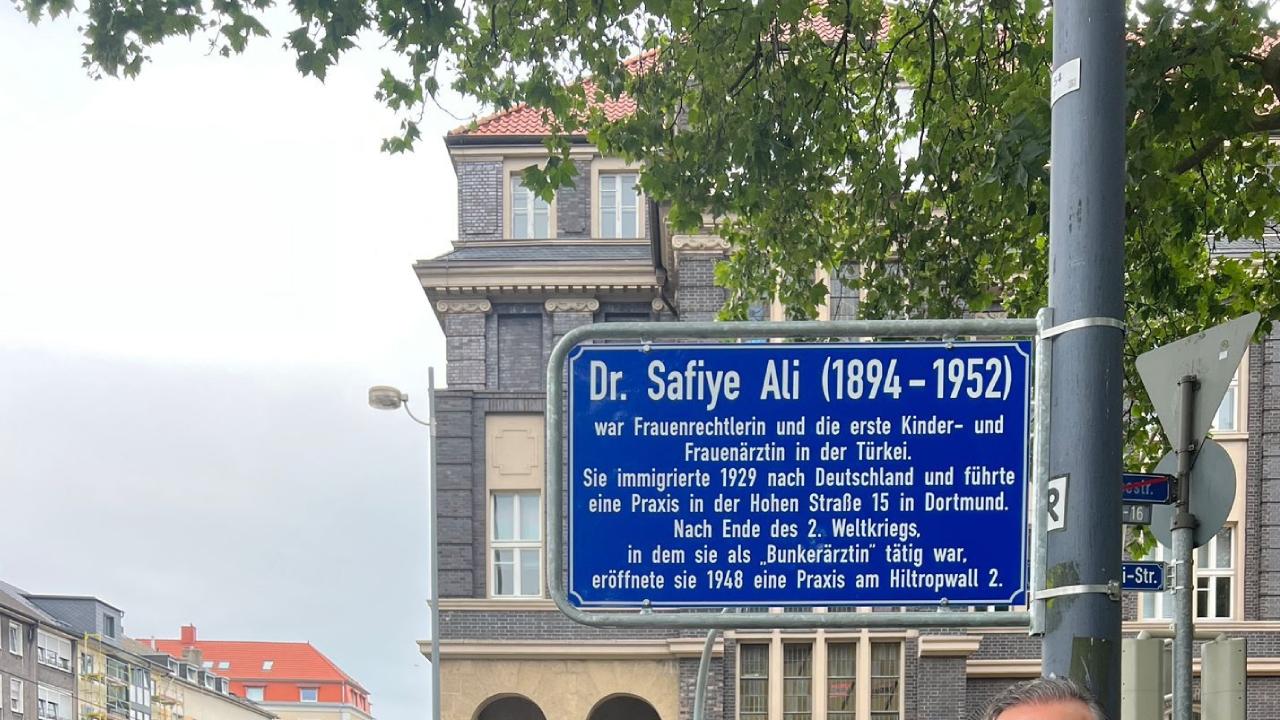 Dr. Safiye Ali (1894 – 1952)
war Frauenrechtlerin und die erste Kinder- und
Frauenärztin in der Türkei.
Sie immigrierte 1929 nach Deutschland und führte
eine Praxis in der Hohen Straße 15 in Dortmund.
Nach Ende des 2. Weltkriegs,
in dem sie als „Bunkerärztin" tätig war,
eröffnete sie 1948 eine Praxis am Hiltropwall 2.
R
- 16
i-Str.